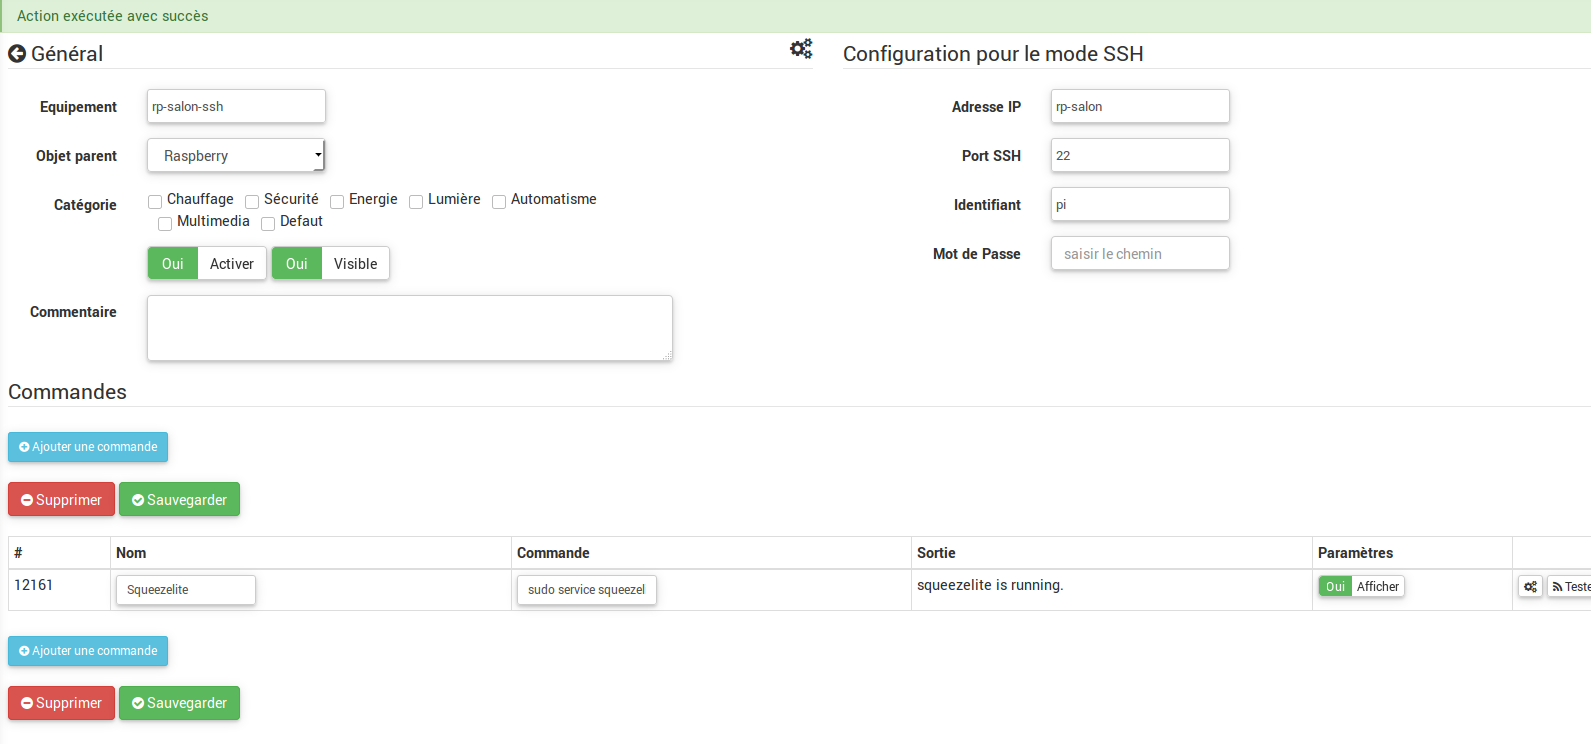 Action exécutée avec succès
Général
Configuration pour le mode SSH
Equipement rp-salon-ssh
Adresse IP rp-salon
Objet parent Raspberry
Port SSH 22
Catégorie Chauffage Sécurité Energie Lumière Automatisme
Multimedia Defaut
Identifiant pi
Oui Activer Oui Visible
Mot de Passe saisir le chemin
Commentaire
Commandes
Ajouter une commande
Supprimer Sauvegarder
# Nom Commande Sortie Paramètres
12161 Squeezelite sudo service squeezel squeezelite is running. Oui Afficher Teste
Ajouter une commande
Supprimer Sauvegarder